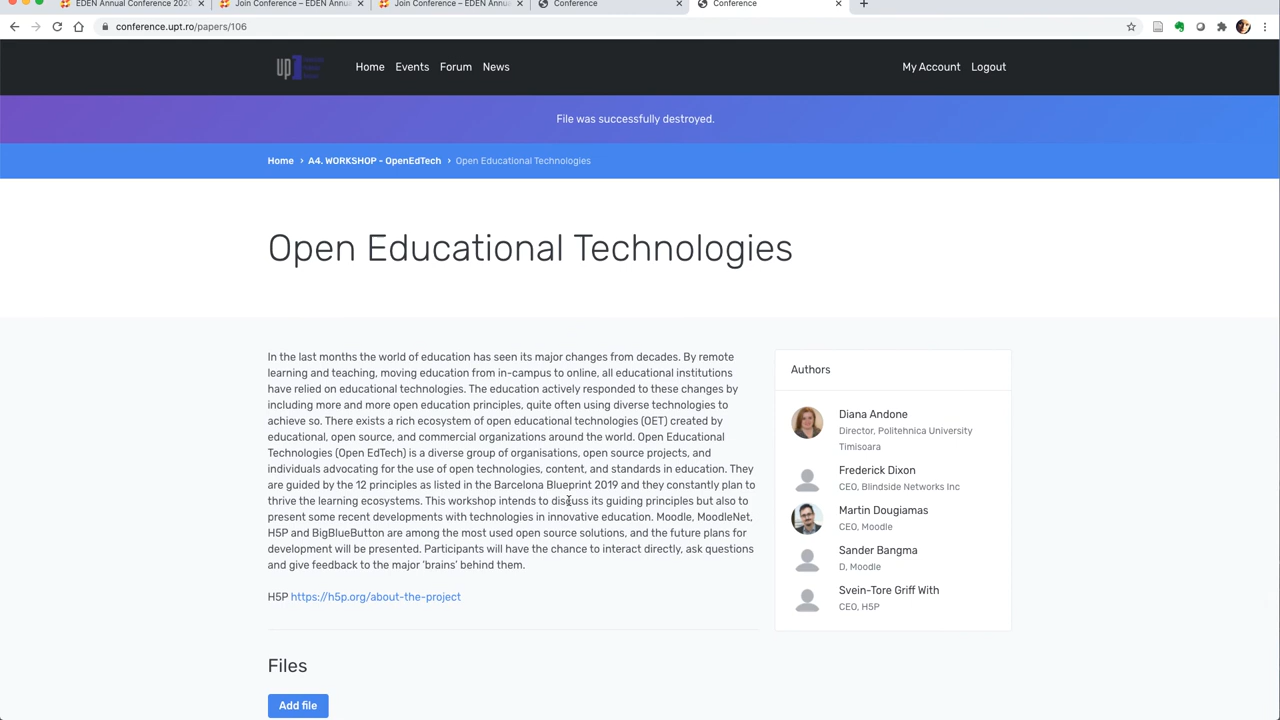 EDEN Annual Conference 202
Join Conference – EDEN Annua
Join Conference – EDEN Annua
Conference
Conference
conference.upt.ro/papers/106
up
Home Events Forum News
My Account Logout
File was successfully destroyed.
Home › A4. WORKSHOP - OpenEdTech › Open Educational Technologies
Open Educational Technologies
In the last months the world of education has seen its major changes from decades. By remote
learning and teaching, moving education from in-campus to online, all educational institutions
have relied on educational technologies. The education actively responded to these changes by
including more and more open education principles, quite often using diverse technologies to
achieve so. There exists a rich ecosystem of open educational technologies (OET) created by
educational, open source, and commercial organizations around the world. Open Educational
Technologies (Open EdTech) is a diverse group of organisations, open source projects, and
individuals advocating for the use of open technologies, content, and standards in education. They
are guided by the 12 principles as listed in the Barcelona Blueprint 2019 and they constantly plan to
thrive the learning ecosystems. This workshop intends to discuss its guiding principles but also to
present some recent developments with technologies in innovative education. Moodle, MoodleNet,
H5P and BigBlueButton are among the most used open source solutions, and the future plans for
development will be presented. Participants will have the chance to interact directly, ask questions
and give feedback to the major 'brains' behind them.
H5P https://h5p.org/about-the-project
Files
Add file
Authors
Diana Andone
Director, Politehnica University
Timisoara
Frederick Dixon
CEO, Blindside Networks Inc
Martin Dougiamas
CEO, Moodle
Sander Bangma
D, Moodle
Svein-Tore Griff With
CEO, H5P